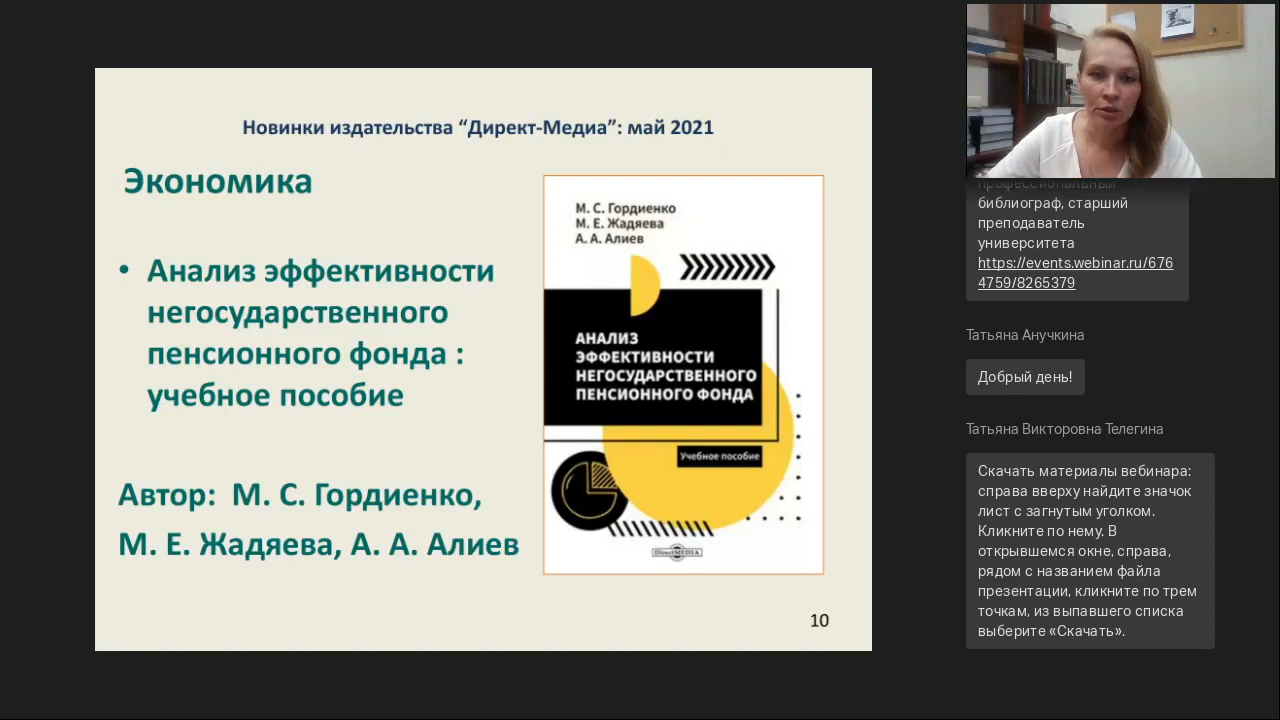 Новинки издательства “Директ-Медиа”: май 2021
Экономика
• Анализ эффективности
негосударственного
пенсионного фонда :
учебное пособие
Автор: М. С. Гордиенко,
М. Е. Жадяева, А. А. Алиев
М. С. Гордиенко
М. Е. Жадяева
А. А. Алиев
АНАЛИЗ
ЭФФЕКТИВНОСТИ
НЕГОСУДАРСТВЕННОГО
ПЕНСИОННОГО ФОНДА
Учебное пособие
DirectMEDIA
10
профессиональный
библиограф, старший
преподаватель
университета
https://events.webinar.ru/676
4759/8265379
Татьяна Анучкина
Добрый день!
Татьяна Викторовна Телегина
Скачать материалы вебинара:
справа вверху найдите значок
лист с загнутым уголком.
Кликните по нему. В
открывшемся окне, справа,
рядом с названием файла
презентации, кликните по трем
точкам, из выпавшего списка
выберите «Скачать».